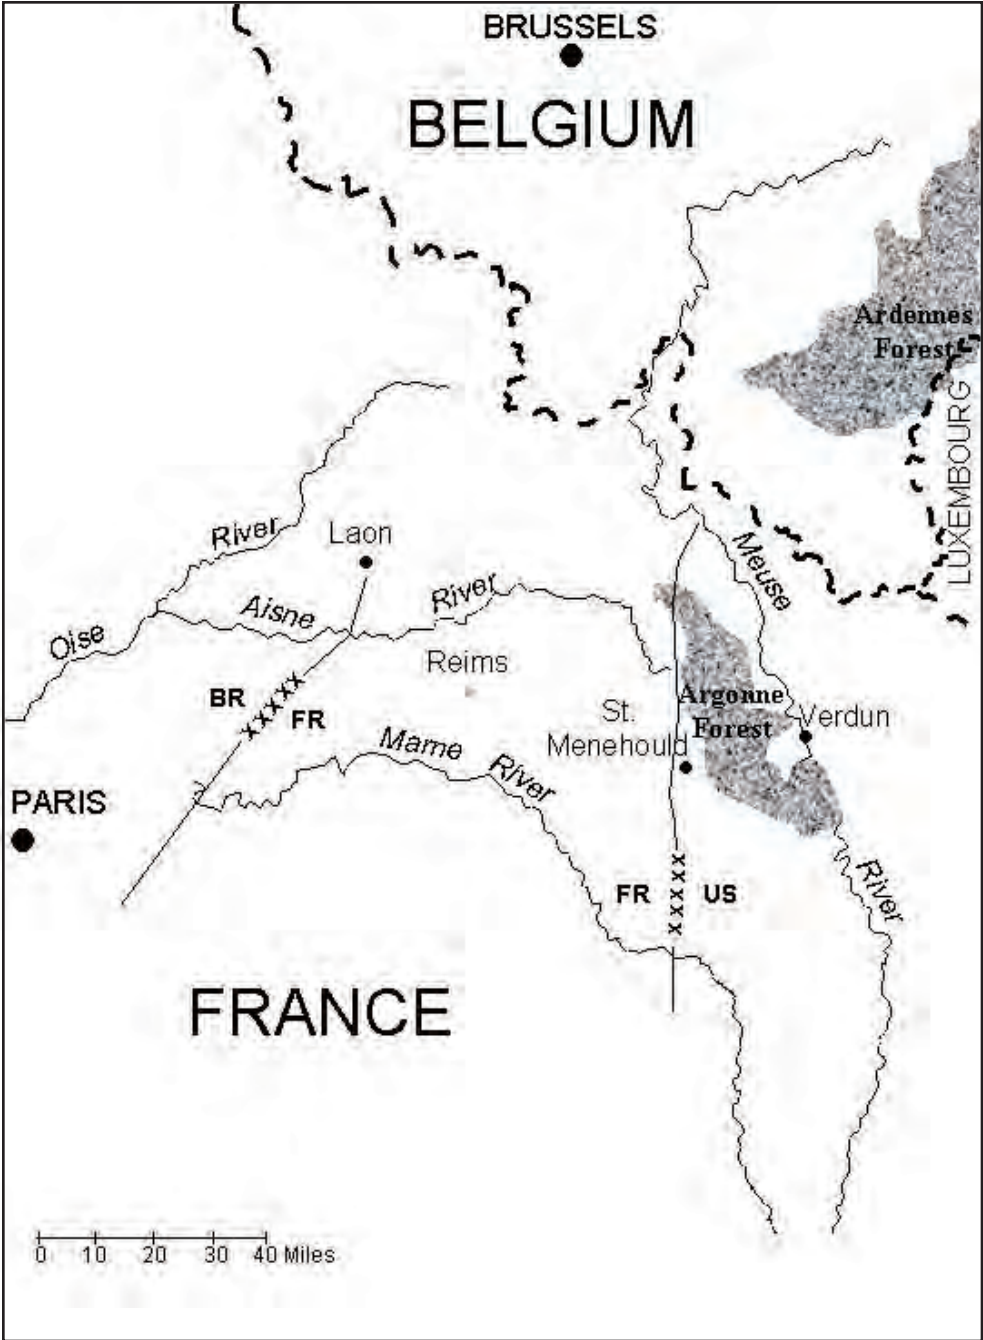 BRUSSELS
BELGIUM
Ardennes
Forest
LUXEMBOURG
River
Laon
Meuse
Aisne
River
Oise
Reims
BR
xxxxx
FR
Argonne
Forest
St.
Menehould
Verdun
Marne
River
PARIS
FR
xxxxx
US
River
FRANCE
0 10 20 30 40 Miles